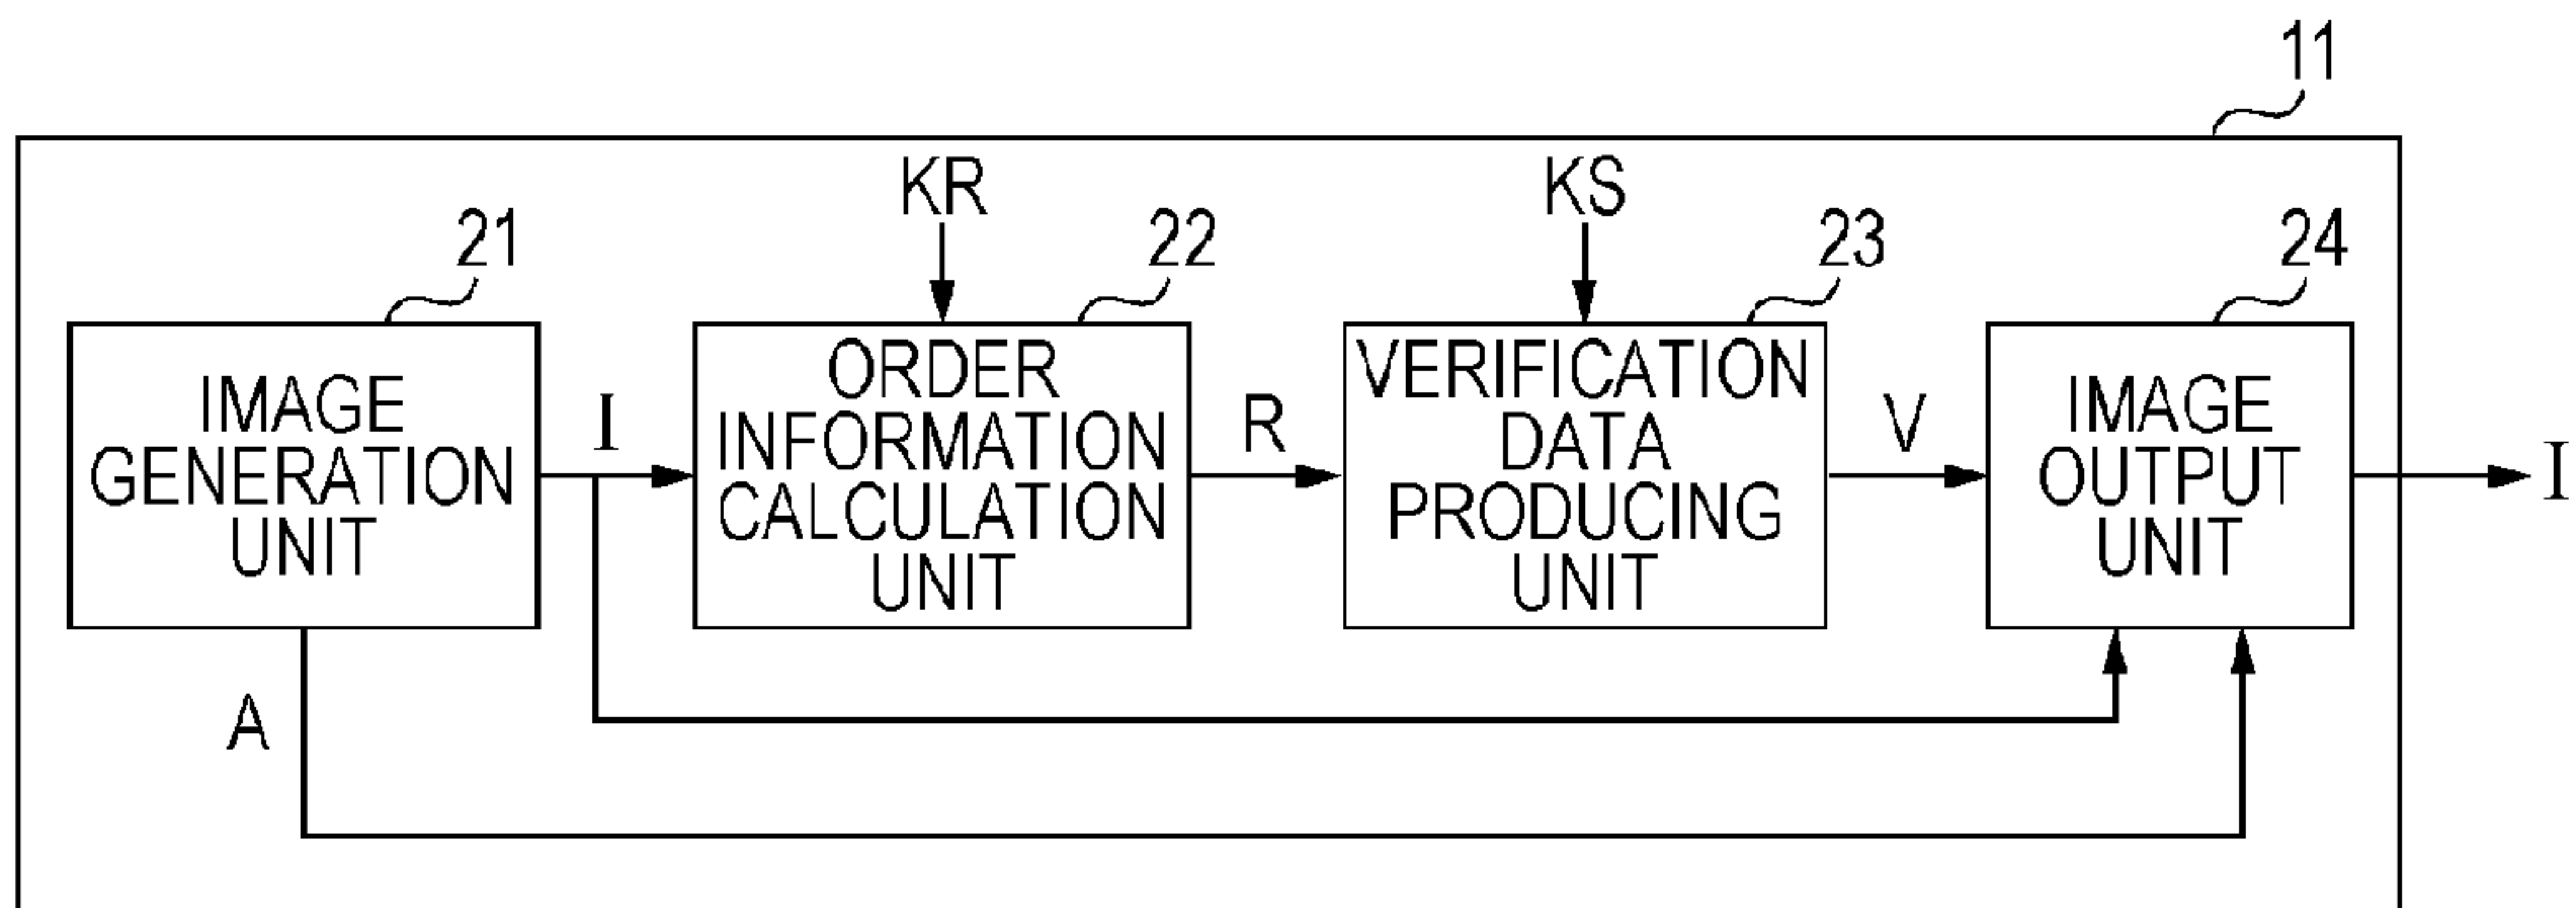 11
KR
KS
21
22
23
24
IMAGE
GENERATION
UNIT
I
ORDER
INFORMATION
CALCULATION
UNIT
R
VERIFICATION
DATA
PRODUCING
UNIT
V
IMAGE
OUTPUT
UNIT
I
A